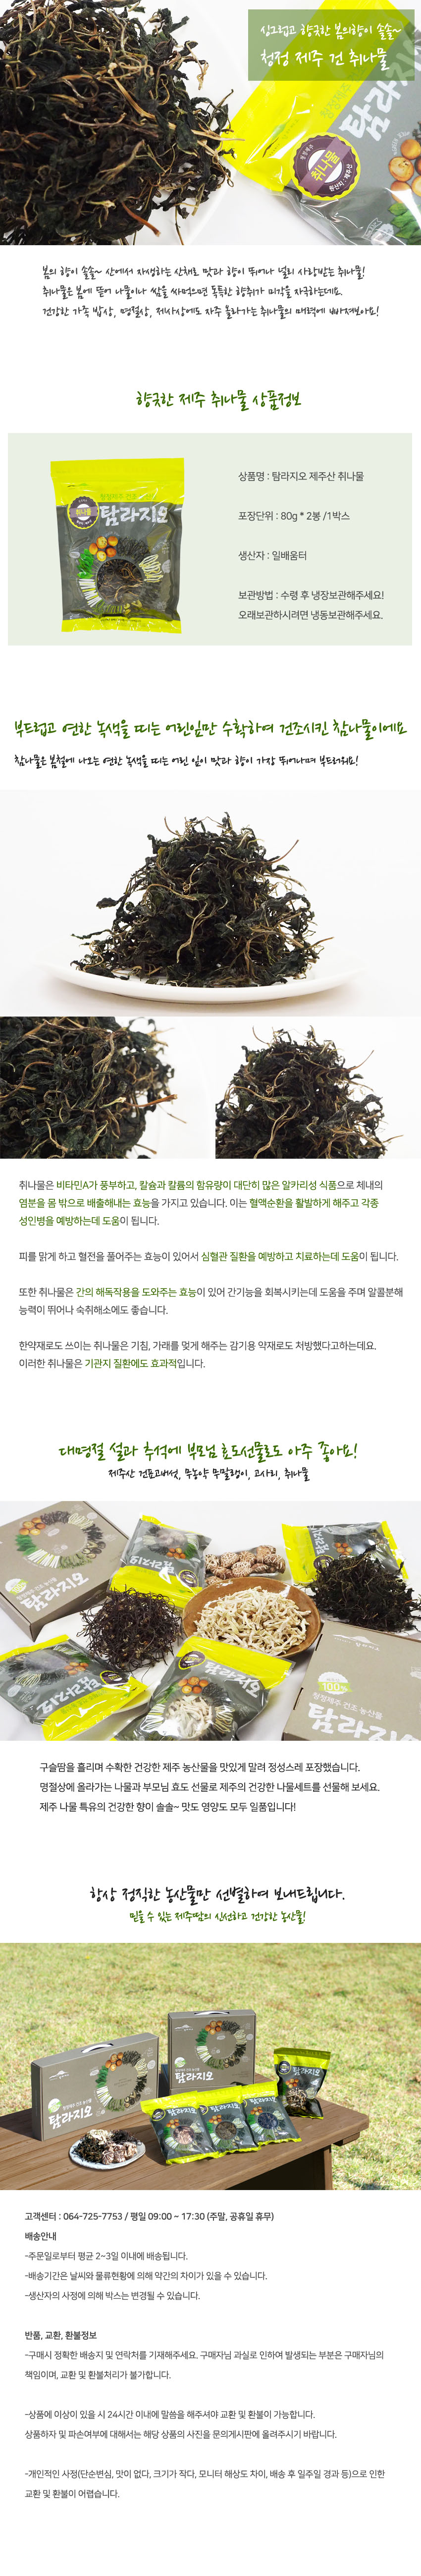 싱그럽고 향긋한 봄의향이 솔솔~
청정 제주 건 취나물
탐라지
취나물
원산지 : 제주산
봄의 향이 솔솔~ 산에서 자생하는 산채로 맛과 향이 뛰어나 널리 사랑받는 취나물!
취나물은 봄에 뜯어 나물이나 쌈을 싸먹으면 독특한 향취가 미각을 자극하는데요.
건강한 가족 밥상, 명절상, 제사상에도 자주 올라가는 취나물의 매력에 빠져보아요!
향긋한 제주 취나물 상품정보
청정제주 건조
취나물
탐라지오
상품명 : 탐라지오 제주산 취나물
포장단위 : 80g * 2봉 /1박스
생산자 : 일배움터
보관방법 : 수령 후 냉장보관해주세요!
오래보관하시려면 냉동보관해주세요.
부드럽고 연한 녹색을 띠는 어린잎만 수확하여 건조시킨 참나물이에요
참나물은 봄철에 나오는 연한 녹색을 띠는 어린 잎이 맛과 향이 가장 뛰어나며 부드러워요!
취나물은 비타민A가 풍부하고, 칼슘과 칼륨의 함유량이 대단히 많은 알카리성 식품으로 체내의
염분을 몸 밖으로 배출해내는 효능을 가지고 있습니다. 이는 혈액순환을 활발하게 해주고 각종
성인병을 예방하는데 도움이 됩니다.
피를 맑게 하고 혈전을 풀어주는 효능이 있어서 심혈관 질환을 예방하고 치료하는데 도움이 됩니다.
또한 취나물은 간의 해독작용을 도와주는 효능이 있어 간기능을 회복시키는데 도움을 주며 알콜분해
능력이 뛰어나 숙취해소에도 좋습니다.
한약재로도 쓰이는 취나물은 기침, 가래를 멎게 해주는 감기용 약재로도 처방했다고하는데요.
이러한 취나물은 기관지 질환에도 효과적입니다.
대명절 설과 추석에 부모님 효도선물로도 아주 좋아요!
제주산 건표고버섯, 무농약 무말랭이, 고사리, 취나물
탐라지오
100%
청정제주 건조 농산물
탐라지오
구슬땀을 흘리며 수확한 건강한 제주 농산물을 맛있게 말려 정성스레 포장했습니다.
명절상에 올라가는 나물과 부모님 효도 선물로 제주의 건강한 나물세트를 선물해 보세요.
제주 나물 특유의 건강한 향이 솔솔~ 맛도 영양도 모두 일품입니다!
항상 정직한 농산물만 선별하여 보내드립니다.
믿을 수 있는 제주땅의 신선하고 건강한 농산물!
탐라지오
탐라지오
탐라지오
고객센터 : 064-725-7753 / 평일 09:00 ~ 17:30 (주말, 공휴일 휴무)
배송안내
-주문일로부터 평균 2~3일 이내에 배송됩니다.
-배송기간은 날씨와 물류현황에 의해 약간의 차이가 있을 수 있습니다.
-생산자의 사정에 의해 박스는 변경될 수 있습니다.
반품, 교환, 환불정보
-구매시 정확한 배송지 및 연락처를 기재해주세요. 구매자님 과실로 인하여 발생되는 부분은 구매자님의
책임이며, 교환 및 환불처리가 불가합니다.
-상품에 이상이 있을 시 24시간 이내에 말씀을 해주셔야 교환 및 환불이 가능합니다.
상품하자 및 파손여부에 대해서는 해당 상품의 사진을 문의게시판에 올려주시기 바랍니다.
-개인적인 사정(단순변심, 맛이 없다, 크기가 작다, 모니터 해상도 차이, 배송 후 일주일 경과 등)으로 인한
교환 및 환불이 어렵습니다.